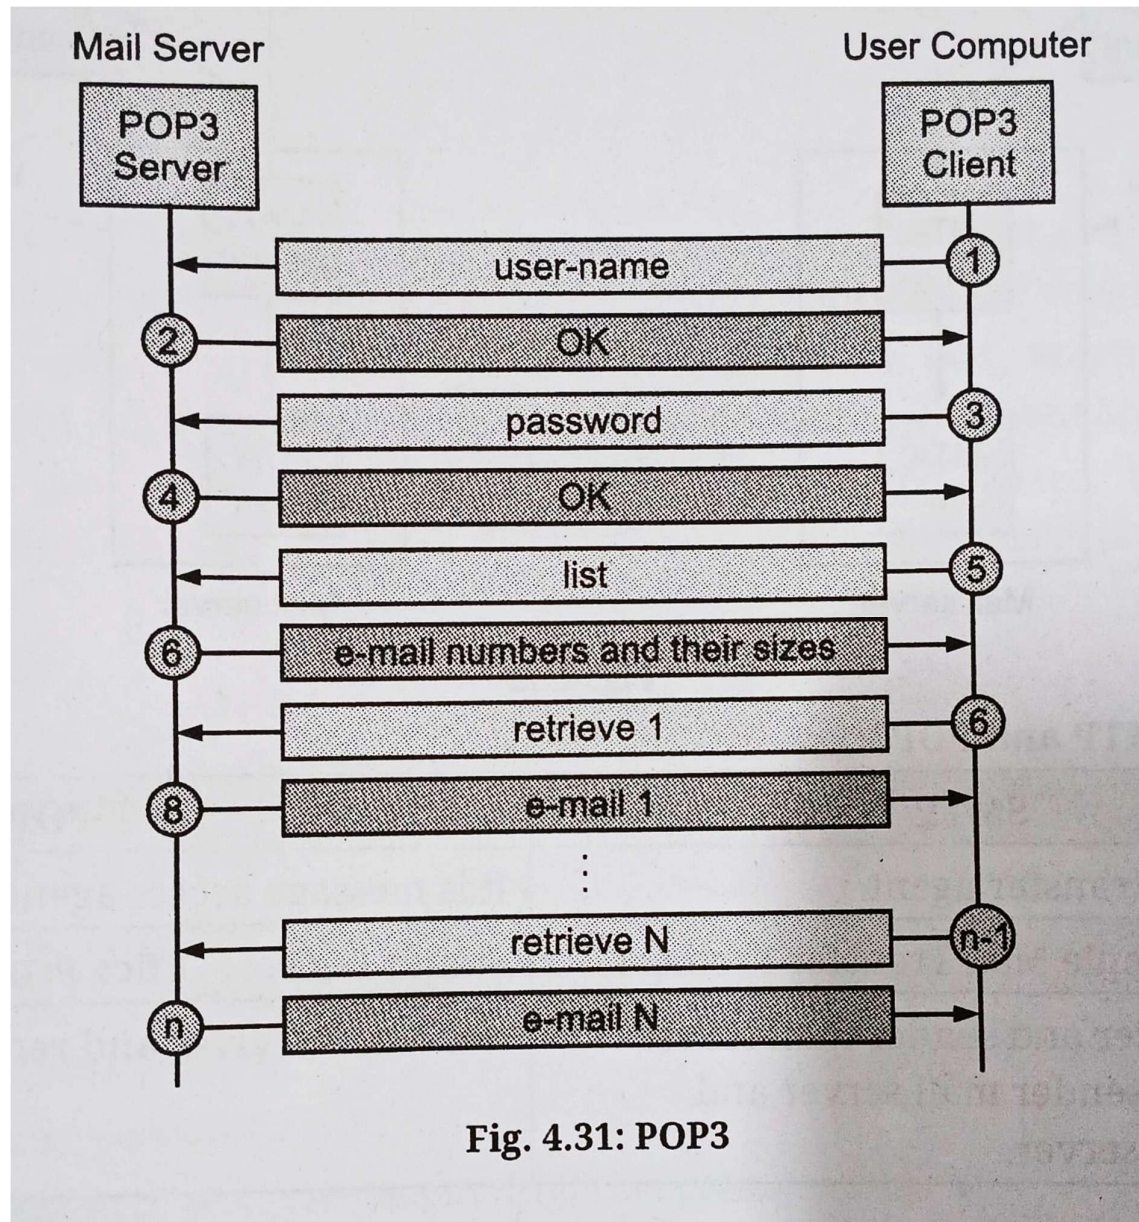 Mail Server
User Computer
POP3
Server
POP3
Client
user-name
1
2
OK
password
3
4
OK
list
5
6
e-mail numbers and their sizes
retrieve 1
6
8
e-mail 1
⋮
retrieve N
n-1
n
e-mail N
Fig. 4.31: POP3